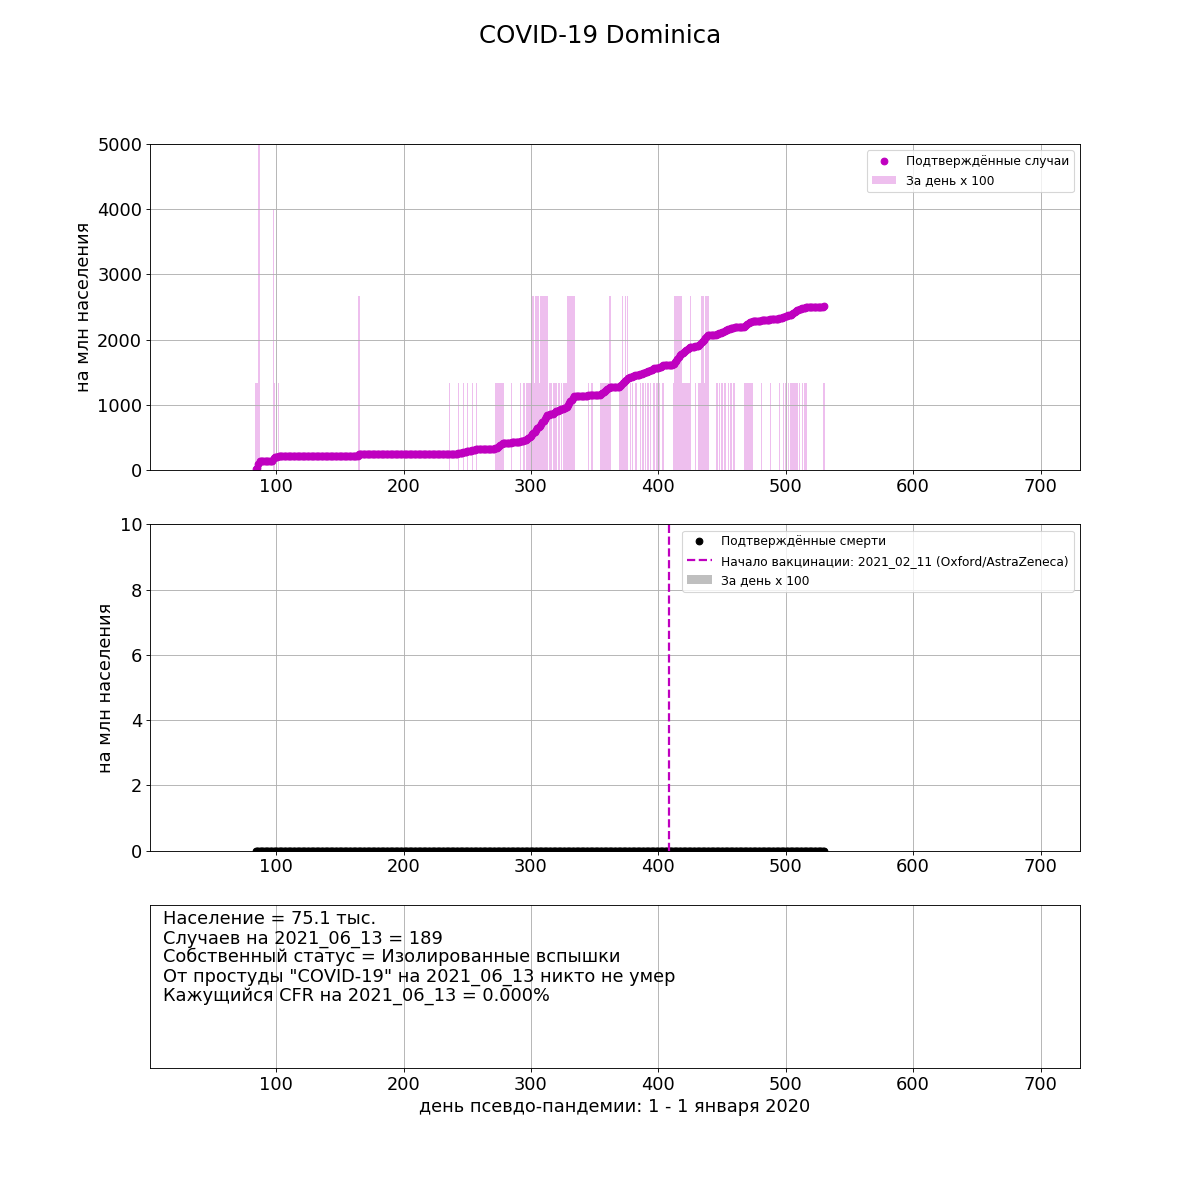 COVID-19 Dominica
5000
4000
3000
2000
1000
0
на млн населения
Подтверждённые случаи
За день x 100
100 200 300 400 500 600 700
10
8
6
4
2
0
на млн населения
Подтверждённые смерти
Начало вакцинации: 2021_02_11 (Oxford/AstraZeneca)
За день x 100
100 200 300 400 500 600 700
Население = 75.1 тыс.
Случаев на 2021_06_13 = 189
Собственный статус = Изолированные вспышки
От простуды "COVID-19" на 2021_06_13 никто не умер
Кажущийся CFR на 2021_06_13 = 0.000%
100 200 300 400 500 600 700
день псевдо-пандемии: 1 - 1 января 2020